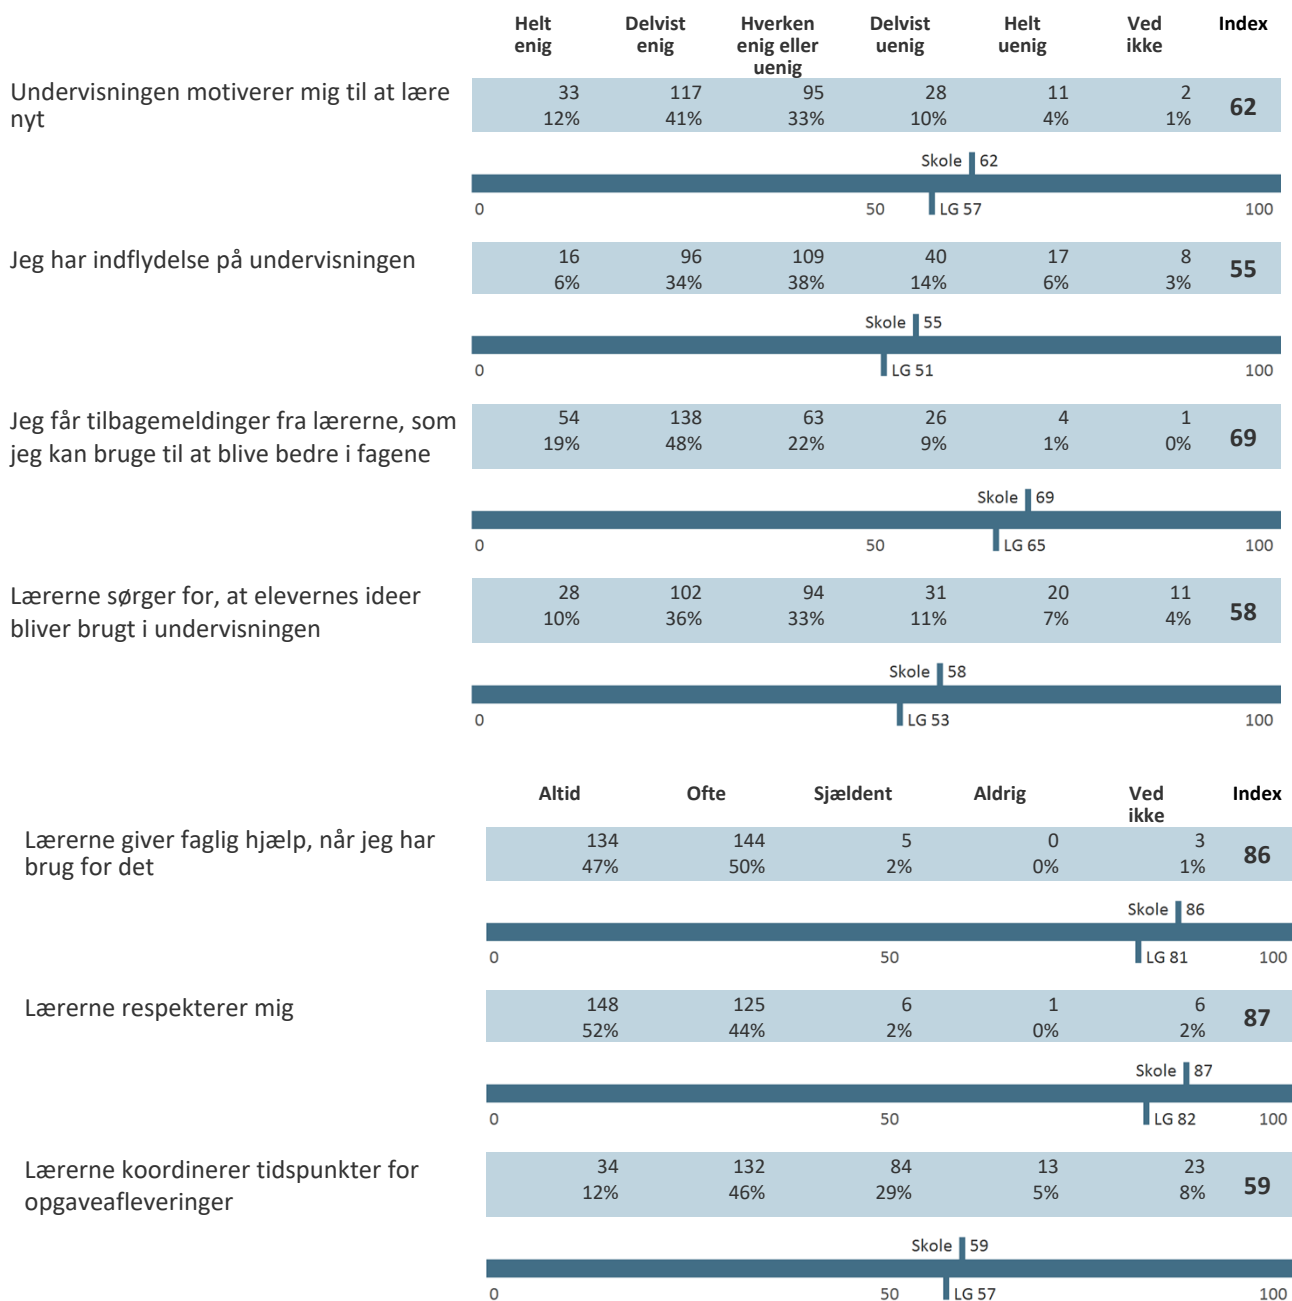 Helt enig Delvist enig Hverken enig eller uenig Delvist uenig Helt uenig Ved ikke Index
Undervisningen motiverer mig til at lære
nyt
33 117 95 28 11 2
12% 41% 33% 10% 4% 1%
62
Skole 62
0 50 LG 57 100
Jeg har indflydelse på undervisningen
16 96 109 40 17 8
6% 34% 38% 14% 6% 3%
55
Skole 55
0 LG 51 100
Jeg får tilbagemeldinger fra lærerne, som
jeg kan bruge til at blive bedre i fagene
54 138 63 26 4 1
19% 48% 22% 9% 1% 0%
69
Skole 69
0 50 LG 65 100
Lærerne sørger for, at elevernes ideer
bliver brugt i undervisningen
28 102 94 31 20 11
10% 36% 33% 11% 7% 4%
58
Skole 58
0 LG 53 100
Altid Ofte Sjældent Aldrig Ved ikke Index
Lærerne giver faglig hjælp, når jeg har
brug for det
134 144 5 0 3
47% 50% 2% 0% 1%
86
Skole 86
0 50 LG 81 100
Lærerne respekterer mig
148 125 6 1 6
52% 44% 2% 0% 2%
87
Skole 87
0 50 LG 82 100
Lærerne koordinerer tidspunkter for
opgaveafleveringer
34 132 84 13 23
12% 46% 29% 5% 8%
59
Skole 59
0 50 LG 57 100